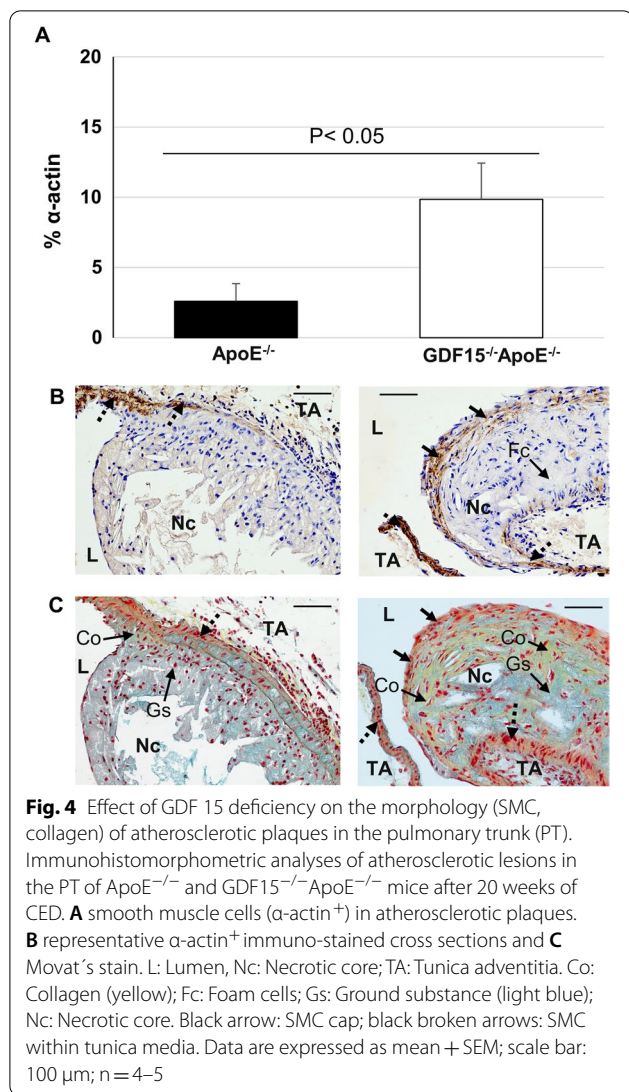 A
20
15
P< 0.05
10
% α-actin
5
0
ApoE-/-
GDF15-/-ApoE-/-
B
TA
L
Fc
Nc
Nc
TA
L
TA
C
TA
L
Co
Co
L
Gs
Nc
Gs
Co
Nc
TA
TA
Fig. 4 Effect of GDF 15 deficiency on the morphology (SMC,
collagen) of atherosclerotic plaques in the pulmonary trunk (PT).
Immunohistomorphometric analyses of atherosclerotic lesions in
the PT of ApoE−/− and GDF15−/−ApoE−/− mice after 20 weeks of
CED. A smooth muscle cells (α-actin+) in atherosclerotic plaques.
B representative α-actin+ immuno-stained cross sections and C
Movat´s stain. L: Lumen, Nc: Necrotic core; TA: Tunica adventitia. Co:
Collagen (yellow); Fc: Foam cells; Gs: Ground substance (light blue);
Nc: Necrotic core. Black arrow: SMC cap; black broken arrows: SMC
within tunica media. Data are expressed as mean + SEM; scale bar:
100 μm; n = 4–5